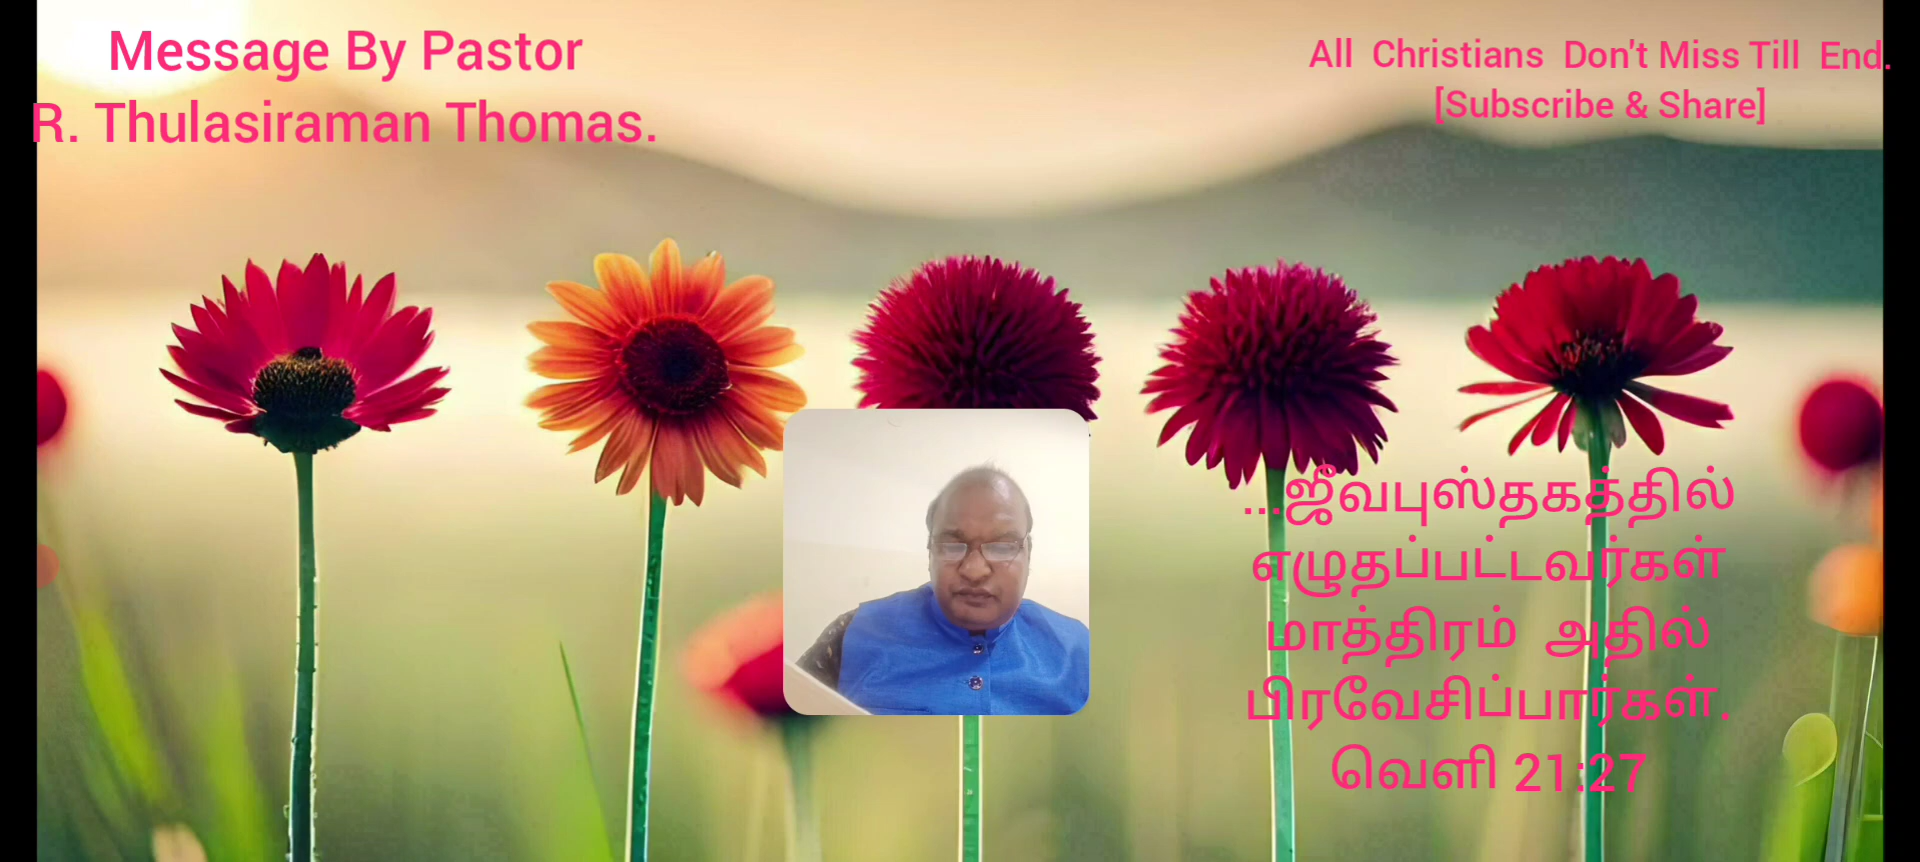 Message By Pastor
R. Thulasiraman Thomas.
All Christians Don't Miss Till End.
[Subscribe & Share]
...ஜீவபுஸ்தகத்தில்
எழுதப்பட்டவர்கள்
மாத்திரம் அதில்
பிரவேசிப்பார்கள்.
வெளி 21:27